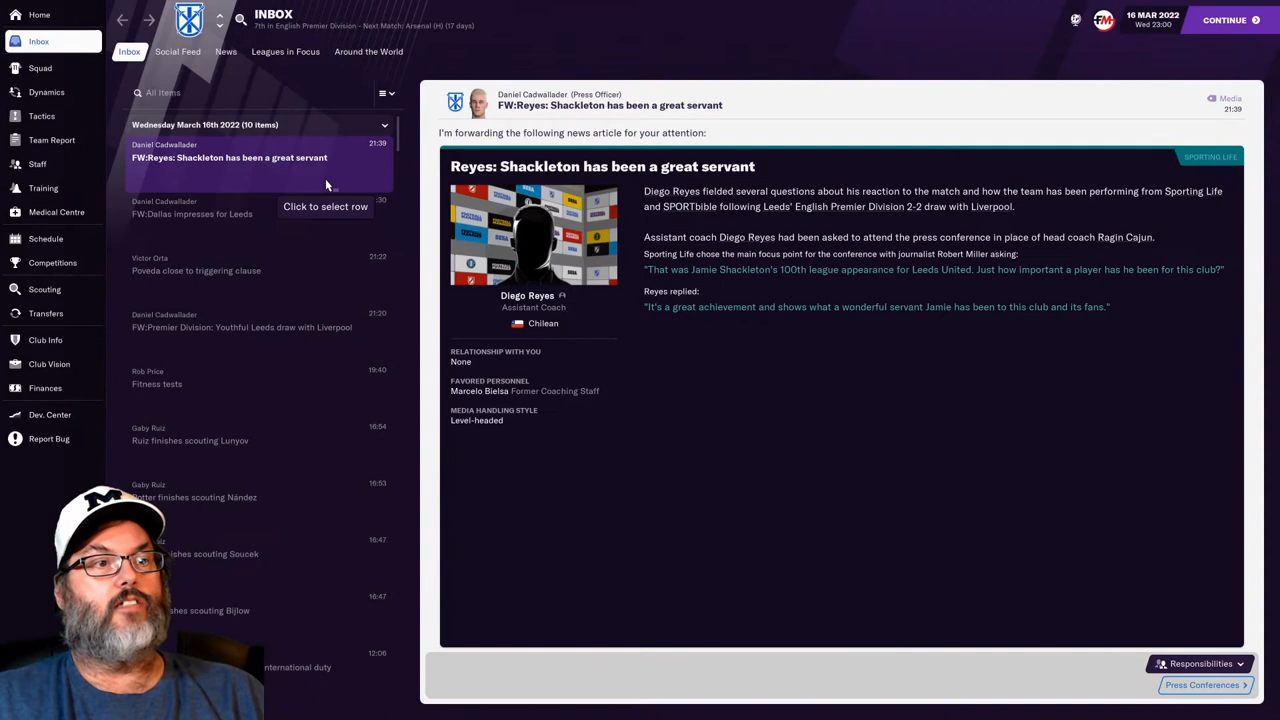 Home
Inbox
Squad
Dynamics
Tactics
Team Report
Staff
Training
Medical Centre
Schedule
Competitions
Scouting
Transfers
Club Info
Club Vision
Finances
Dev. Center
Report Bug
INBOX
7th in English Premier Division - Next Match: Arsenal (H) (17 days)
FM
16 MAR 2022
Wed 23:00
CONTINUE
Inbox
Social Feed
News
Leagues in Focus
Around the World
All Items
Wednesday March 16th 2022 (10 items)
Daniel Cadwallader 21:39
FW:Reyes: Shackleton has been a great servant
Click to select row
Daniel Cadwallader :30
FW:Dallas impresses for Leeds
Victor Orta 21:22
Poveda close to triggering clause
Daniel Cadwallader 21:20
FW:Premier Division: Youthful Leeds draw with Liverpool
Rob Price 19:40
Fitness tests
Gaby Ruiz 16:54
Ruiz finishes scouting Lunyov
Gaby Ruiz 16:53
otter finishes scouting Nández
iz 16:47
ishes scouting Soucek
16:47
shes scouting Bijlow
12:06
nternational duty
Daniel Cadwallader (Press Officer)
FW:Reyes: Shackleton has been a great servant
Media
21:39
I'm forwarding the following news article for your attention:
SPORTING LIFE
Reyes: Shackleton has been a great servant
Diego Reyes
Assistant Coach
Chilean
RELATIONSHIP WITH YOU
None
FAVORED PERSONNEL
Marcelo Bielsa Former Coaching Staff
MEDIA HANDLING STYLE
Level-headed
Diego Reyes fielded several questions about his reaction to the match and how the team has been performing from Sporting Life
and SPORTbible following Leeds' English Premier Division 2-2 draw with Liverpool.
Assistant coach Diego Reyes had been asked to attend the press conference in place of head coach Ragin Cajun.
Sporting Life chose the main focus point for the conference with journalist Robert Miller asking:
"That was Jamie Shackleton's 100th league appearance for Leeds United. Just how important a player has he been for this club?"
Reyes replied:
"It's a great achievement and shows what a wonderful servant Jamie has been to this club and its fans."
Responsibilities
Press Conferences